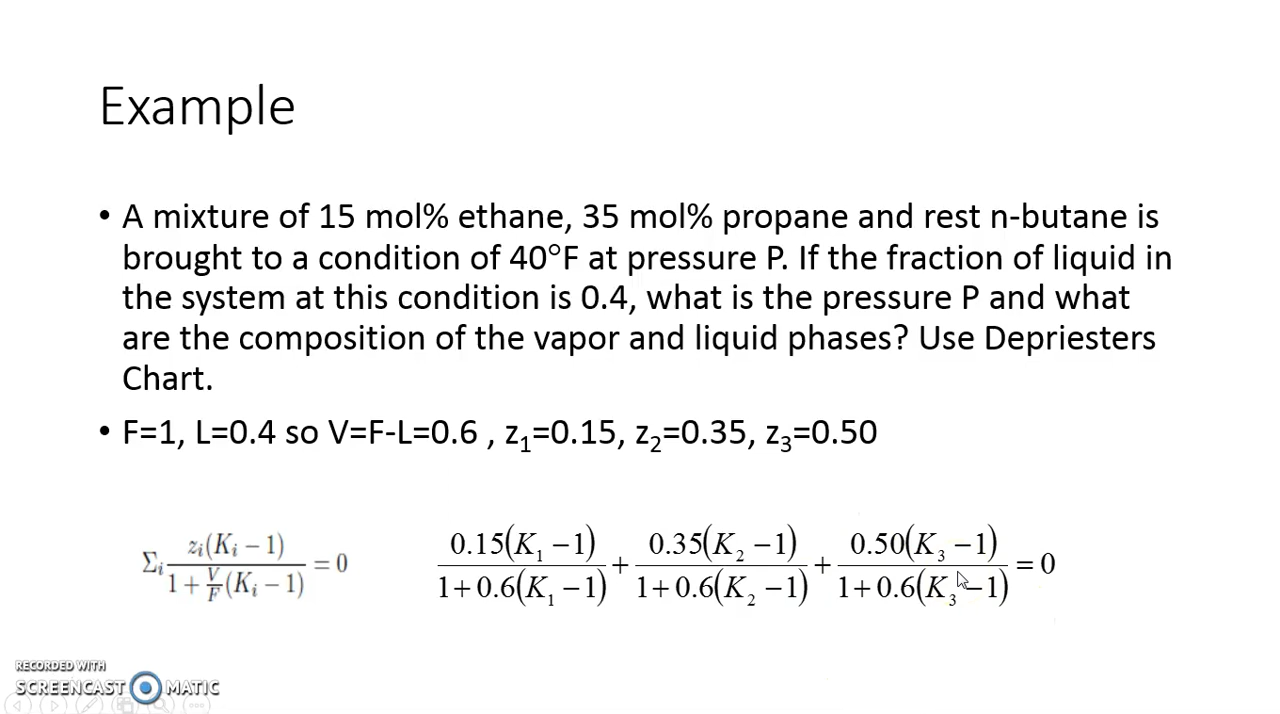 Example
• A mixture of 15 mol% ethane, 35 mol% propane and rest n-butane is
brought to a condition of 40°F at pressure P. If the fraction of liquid in
the system at this condition is 0.4, what is the pressure P and what
are the composition of the vapor and liquid phases? Use Depriesters
Chart.
• F=1, L=0.4 so V=F-L=0.6 , z₁=0.15, z₂=0.35, z₃=0.50
Σᵢ zᵢ(Kᵢ − 1) / (1 + V/F (Kᵢ − 1)) = 0
0.15(K₁ −1) / (1+0.6(K₁ −1)) + 0.35(K₂ −1) / (1+0.6(K₂ −1)) + 0.50(K₃ −1) / (1+0.6(K₃ −1)) = 0
RECORDED WITH
SCREENCAST MATIC